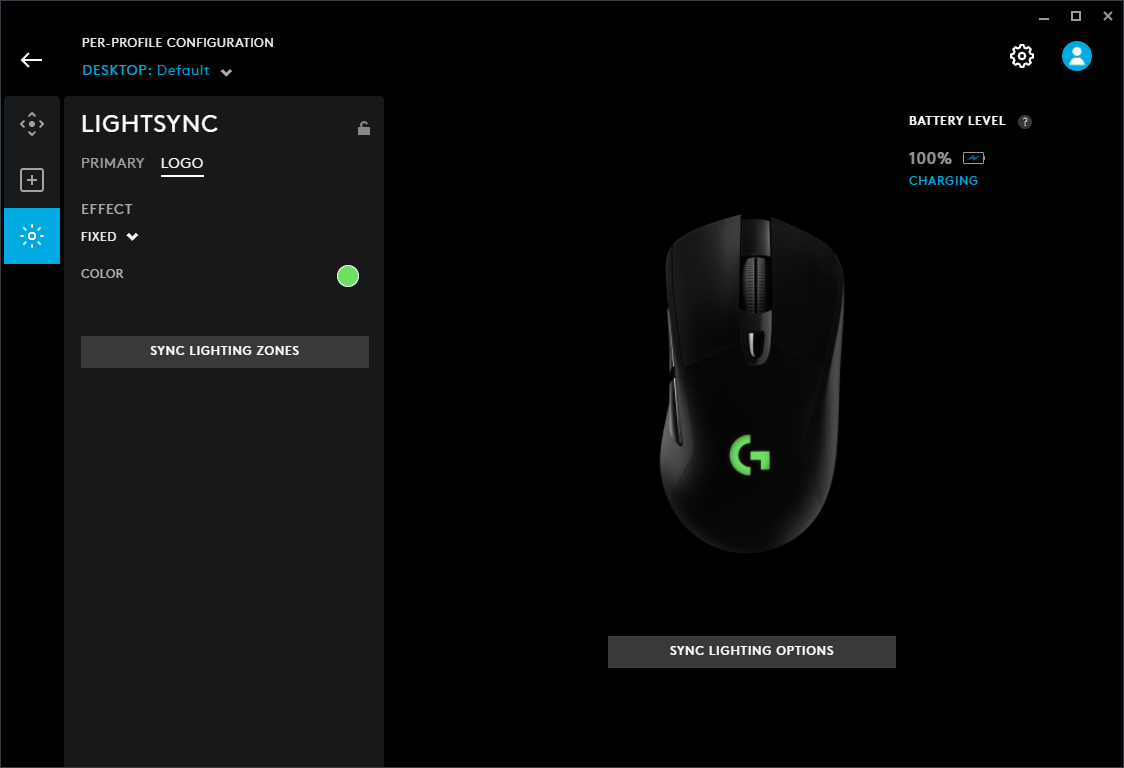 PER-PROFILE CONFIGURATION
DESKTOP: Default
LIGHTSYNC
PRIMARY LOGO
EFFECT
FIXED
COLOR
SYNC LIGHTING ZONES
BATTERY LEVEL ?
100%
CHARGING
G
SYNC LIGHTING OPTIONS